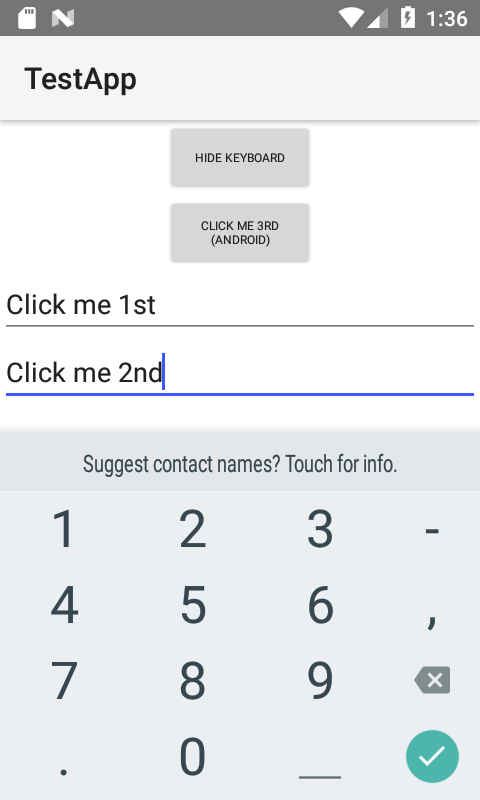 1:36
TestApp
HIDE KEYBOARD
CLICK ME 3RD
(ANDROID)
Click me 1st
Click me 2nd
Suggest contact names? Touch for info.
1 2 3 -
4 5 6 ,
7 8 9
. 0 _